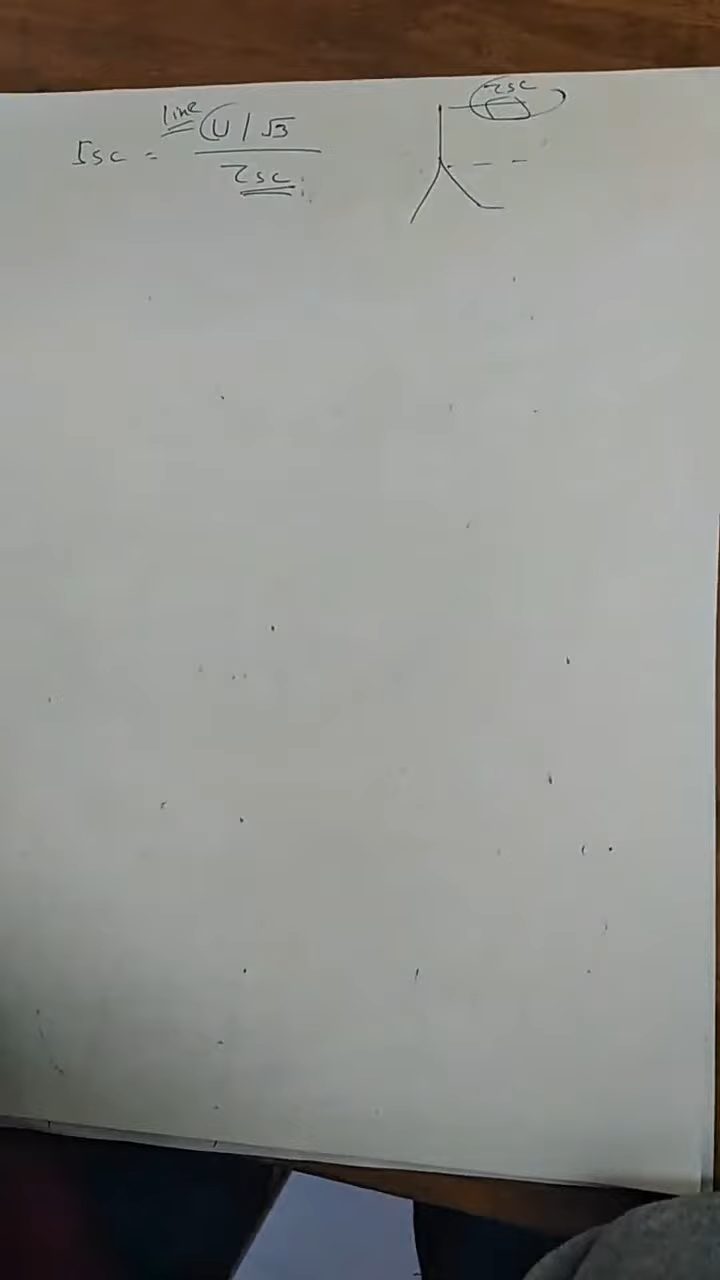 line
Isc = U / √3
Zsc
Zsc